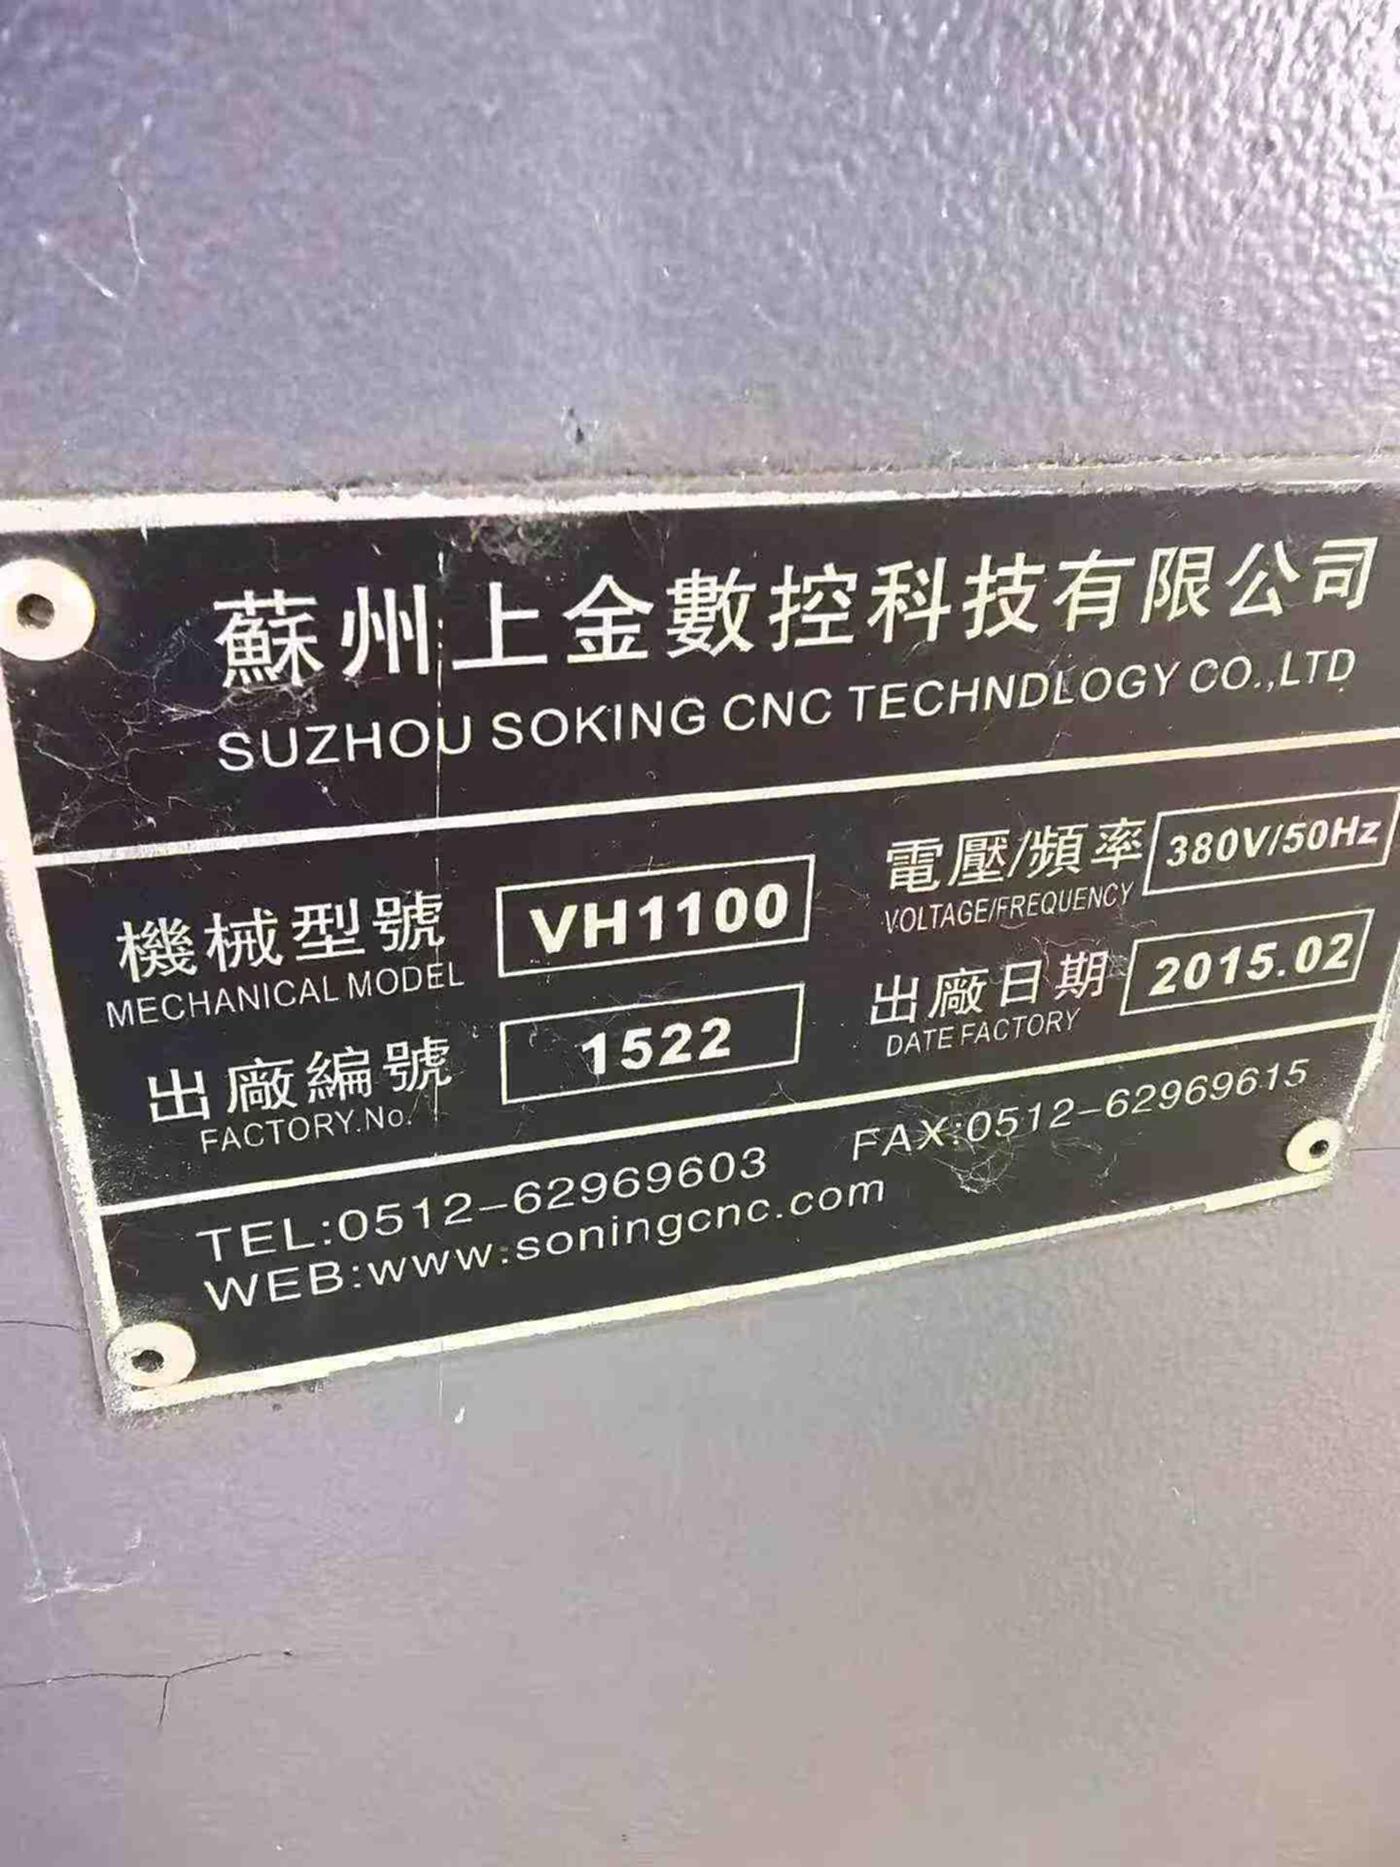 蘇州上金數控科技有限公司
SUZHOU SOKING CNC TECHNDLOGY CO.,LTD
機械型號 VH1100 電壓/頻率 380V/50Hz
MECHANICAL MODEL VOLTAGE/FREQUENCY
出廠編號 1522 出廠日期 2015.02
FACTORY.No. DATE FACTORY
TEL:0512-62969603 FAX:0512-62969615
WEB:www.soningcnc.com